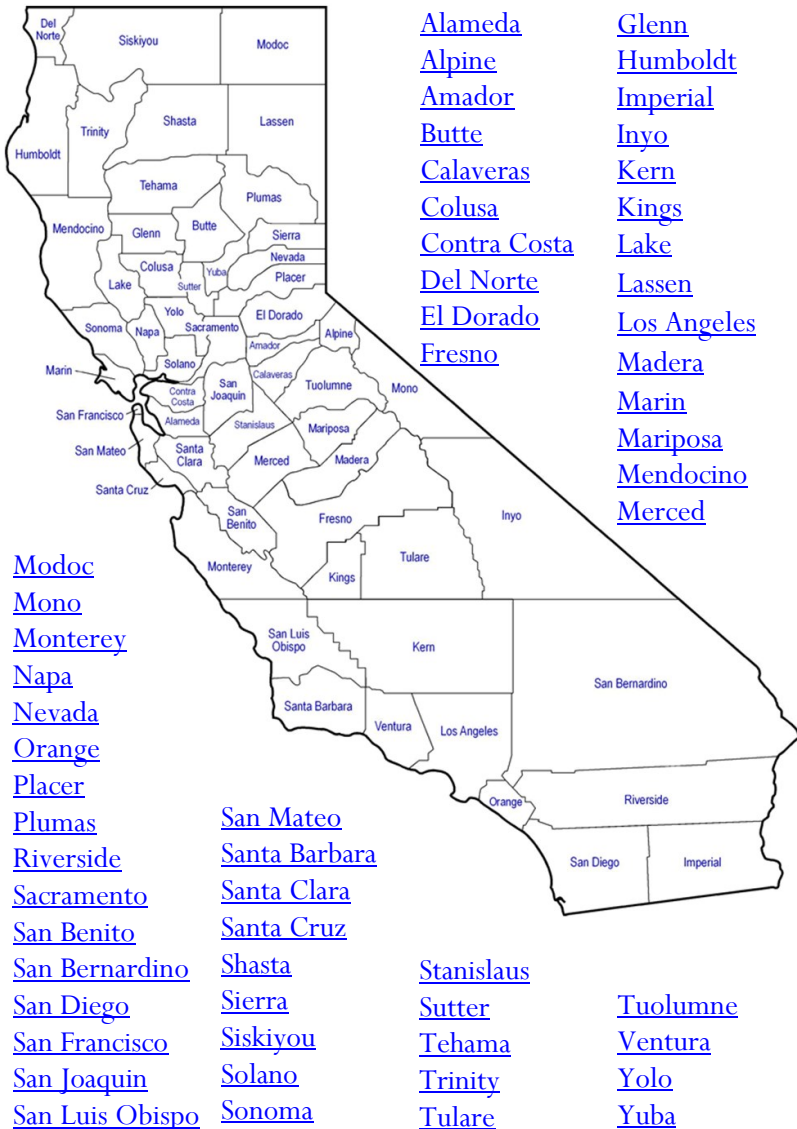 Del
Norte
Siskiyou
Modoc
Trinity
Shasta
Lassen
Humboldt
Tehama
Plumas
Mendocino
Glenn
Butte
Sierra
Nevada
Colusa
Yuba
Placer
Lake
Sutter
Sonoma
Napa
Yolo
Sacramento
El Dorado
Alpine
Amador
Solano
Marin
Calaveras
Tuolumne
Mono
Contra
Costa
San
Joaquin
San Francisco
Alameda
Stanislaus
Mariposa
San Mateo
Santa
Clara
Merced
Madera
Santa Cruz
San
Benito
Fresno
Inyo
Monterey
Kings
Tulare
San Luis
Obispo
Kern
San Bernardino
Santa Barbara
Ventura
Los Angeles
Orange
Riverside
San Diego
Imperial
Alameda
Alpine
Amador
Butte
Calaveras
Colusa
Contra Costa
Del Norte
El Dorado
Fresno
Glenn
Humboldt
Imperial
Inyo
Kern
Kings
Lake
Lassen
Los Angeles
Madera
Marin
Mariposa
Mendocino
Merced
Modoc
Mono
Monterey
Napa
Nevada
Orange
Placer
Plumas
Riverside
Sacramento
San Benito
San Bernardino
San Diego
San Francisco
San Joaquin
San Luis Obispo
San Mateo
Santa Barbara
Santa Clara
Santa Cruz
Shasta
Sierra
Siskiyou
Solano
Sonoma
Stanislaus
Sutter
Tehama
Trinity
Tulare
Tuolumne
Ventura
Yolo
Yuba